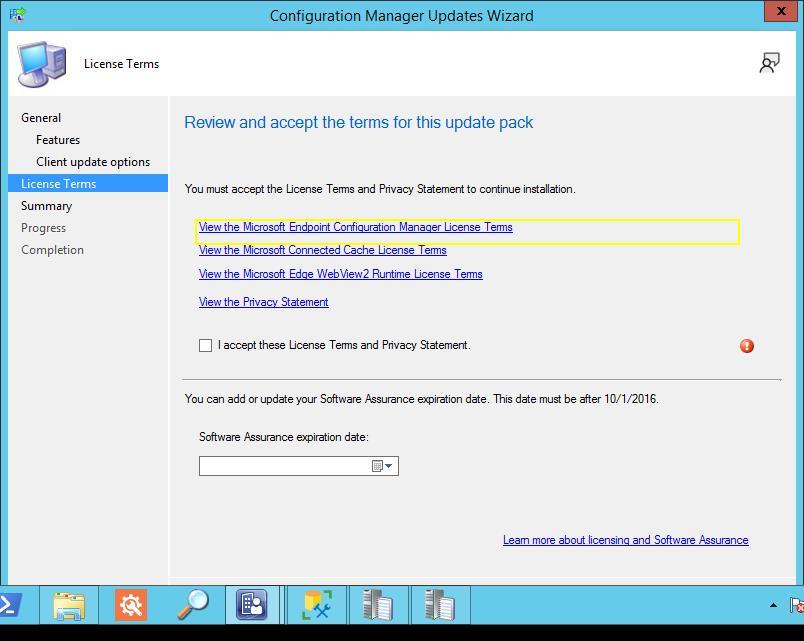 Configuration Manager Updates Wizard
License Terms
General
Features
Client update options
License Terms
Summary
Progress
Completion
Review and accept the terms for this update pack
You must accept the License Terms and Privacy Statement to continue installation.
View the Microsoft Endpoint Configuration Manager License Terms
View the Microsoft Connected Cache License Terms
View the Microsoft Edge WebView2 Runtime License Terms
View the Privacy Statement
I accept these License Terms and Privacy Statement.
You can add or update your Software Assurance expiration date. This date must be after 10/1/2016.
Software Assurance expiration date:
Learn more about licensing and Software Assurance